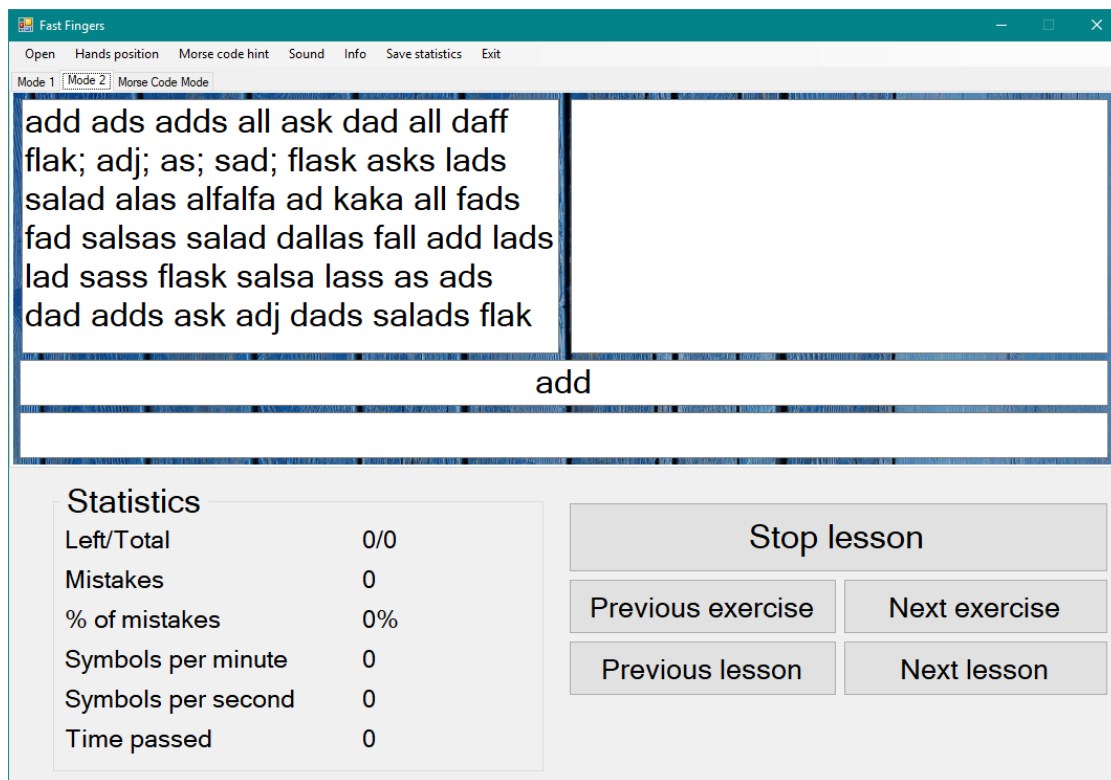 Fast Fingers
Open Hands position Morse code hint Sound Info Save statistics Exit
Mode 1 Mode 2 Morse Code Mode
add ads adds all ask dad all daff
flak; adj; as; sad; flask asks lads
salad alas alfalfa ad kaka all fads
fad salsas salad dallas fall add lads
lad sass flask salsa lass as ads
dad adds ask adj dads salads flak
add
Statistics
Left/Total 0/0
Mistakes 0
% of mistakes 0%
Symbols per minute 0
Symbols per second 0
Time passed 0
Stop lesson
Previous exercise Next exercise
Previous lesson Next lesson